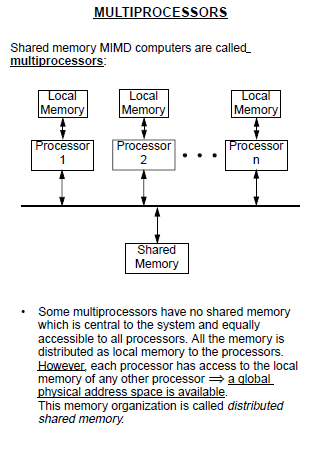 MULTIPROCESSORS
Shared memory MIMD computers are called
multiprocessors:
Local Memory
Local Memory
Local Memory
Processor 1
Processor 2
• • •
Processor n
Shared Memory
• Some multiprocessors have no shared memory
which is central to the system and equally
accessible to all processors. All the memory is
distributed as local memory to the processors.
However, each processor has access to the local
memory of any other processor ⟹ a global
physical address space is available.
This memory organization is called distributed
shared memory.